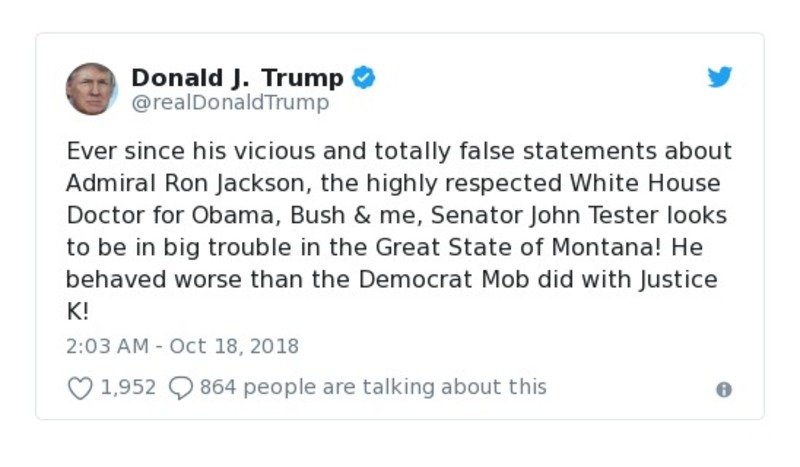 Donald J. Trump
@realDonaldTrump
Ever since his vicious and totally false statements about
Admiral Ron Jackson, the highly respected White House
Doctor for Obama, Bush & me, Senator John Tester looks
to be in big trouble in the Great State of Montana! He
behaved worse than the Democrat Mob did with Justice
K!
2:03 AM - Oct 18, 2018
1,952 864 people are talking about this